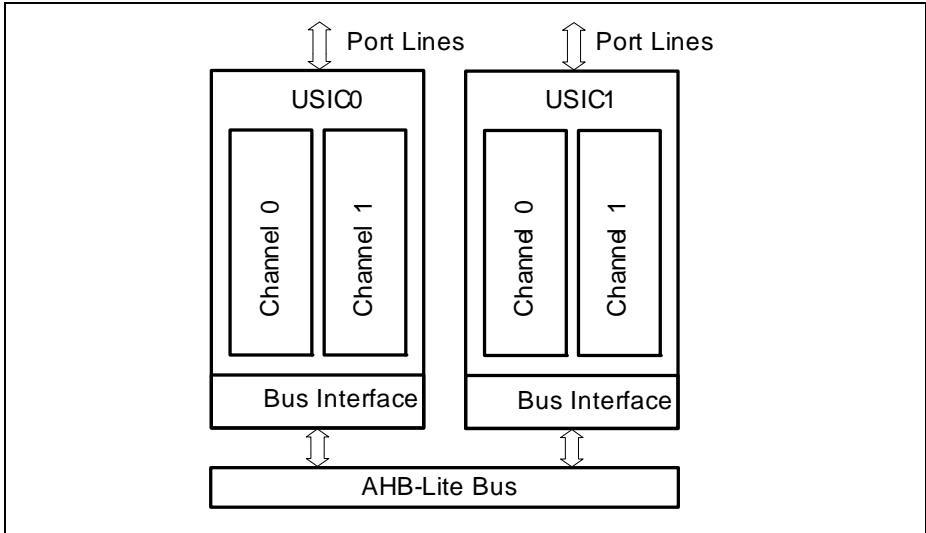 Port Lines
Port Lines
USIC0
USIC1
Channel 0
Channel 1
Channel 0
Channel 1
Bus Interface
Bus Interface
AHB-Lite Bus